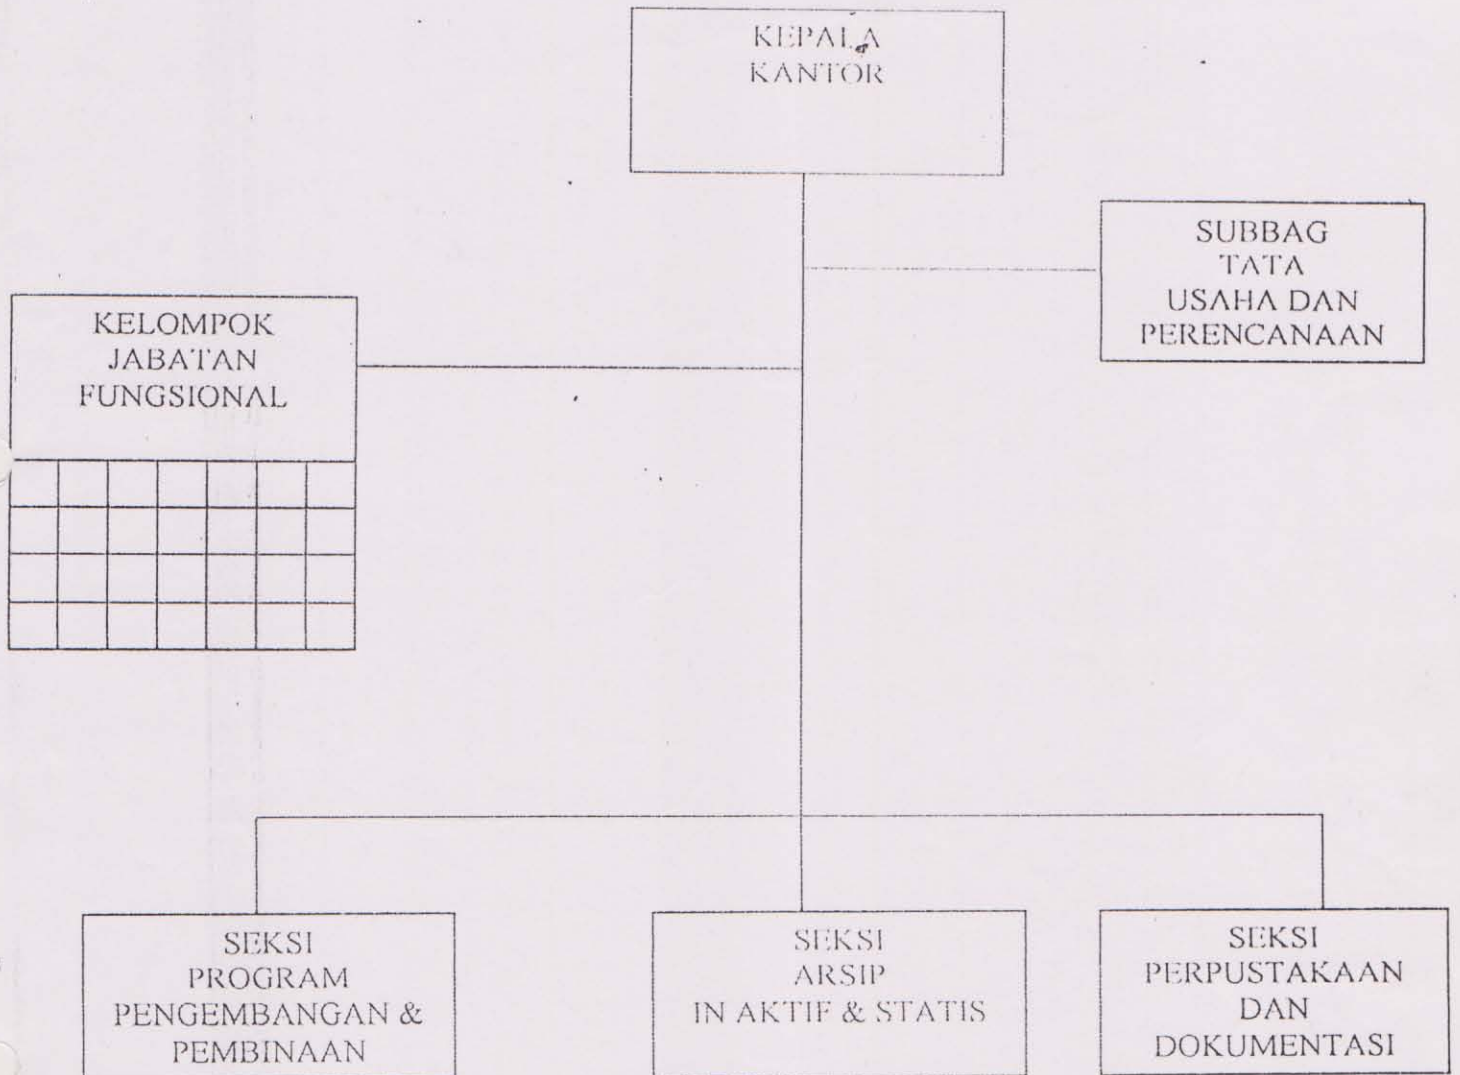 KEPALA
KANTOR
SUBBAG
TATA
USAHA DAN
PERENCANAAN
KELOMPOK
JABATAN
FUNGSIONAL
SEKSI
PROGRAM
PENGEMBANGAN &
PEMBINAAN
SEKSI
ARSIP
IN AKTIF & STATIS
SEKSI
PERPUSTAKAAN
DAN
DOKUMENTASI